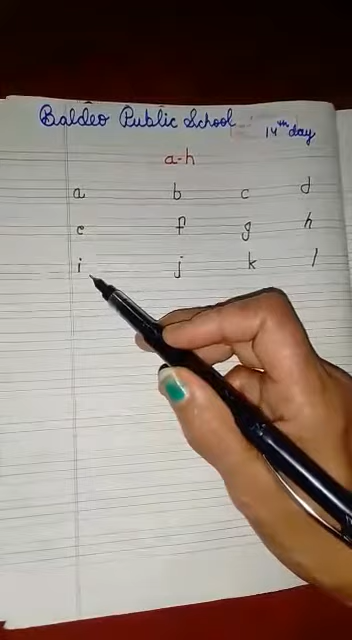 Baldeo Public School 14th day
a-h
a b c d
e f g h
i j k l